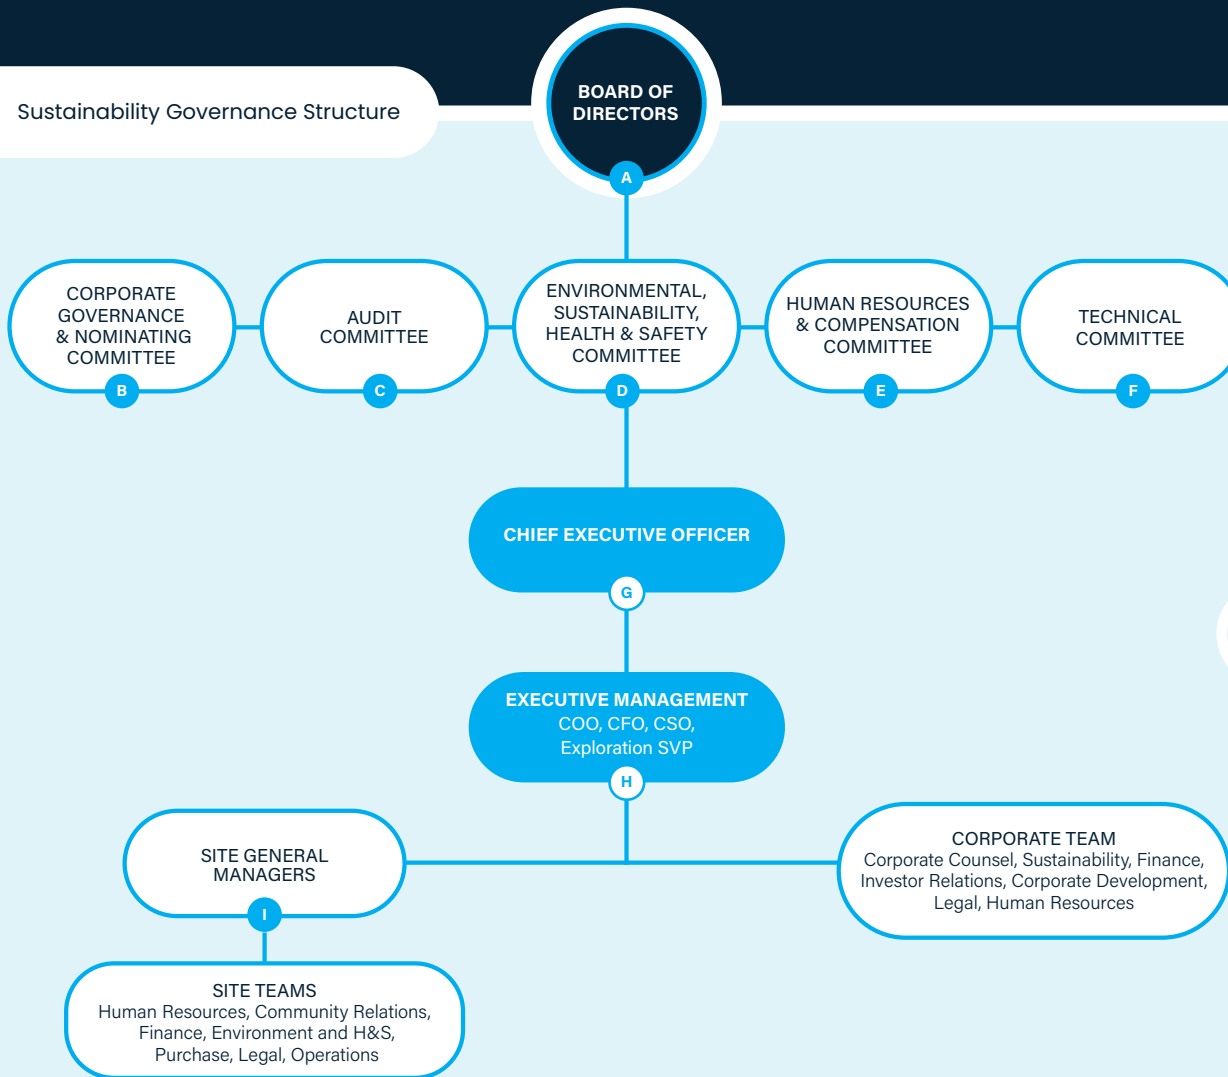 Sustainability Governance Structure
BOARD OF
DIRECTORS
A
CORPORATE
GOVERNANCE
& NOMINATING
COMMITTEE
B
AUDIT
COMMITTEE
C
ENVIRONMENTAL,
SUSTAINABILITY,
HEALTH & SAFETY
COMMITTEE
D
HUMAN RESOURCES
& COMPENSATION
COMMITTEE
E
TECHNICAL
COMMITTEE
F
CHIEF EXECUTIVE OFFICER
G
EXECUTIVE MANAGEMENT
COO, CFO, CSO,
Exploration SVP
H
SITE GENERAL
MANAGERS
I
CORPORATE TEAM
Corporate Counsel, Sustainability, Finance,
Investor Relations, Corporate Development,
Legal, Human Resources
SITE TEAMS
Human Resources, Community Relations,
Finance, Environment and H&S,
Purchase, Legal, Operations